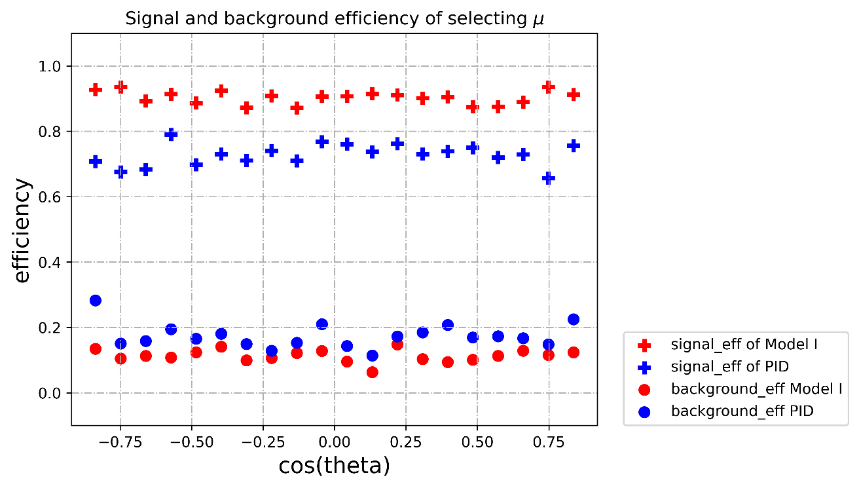 Signal and background efficiency of selecting μ
efficiency
1.0
0.8
0.6
0.4
0.2
0.0
−0.75 −0.50 −0.25 0.00 0.25 0.50 0.75
cos(theta)
signal_eff of Model I
signal_eff of PID
background_eff Model I
background_eff PID